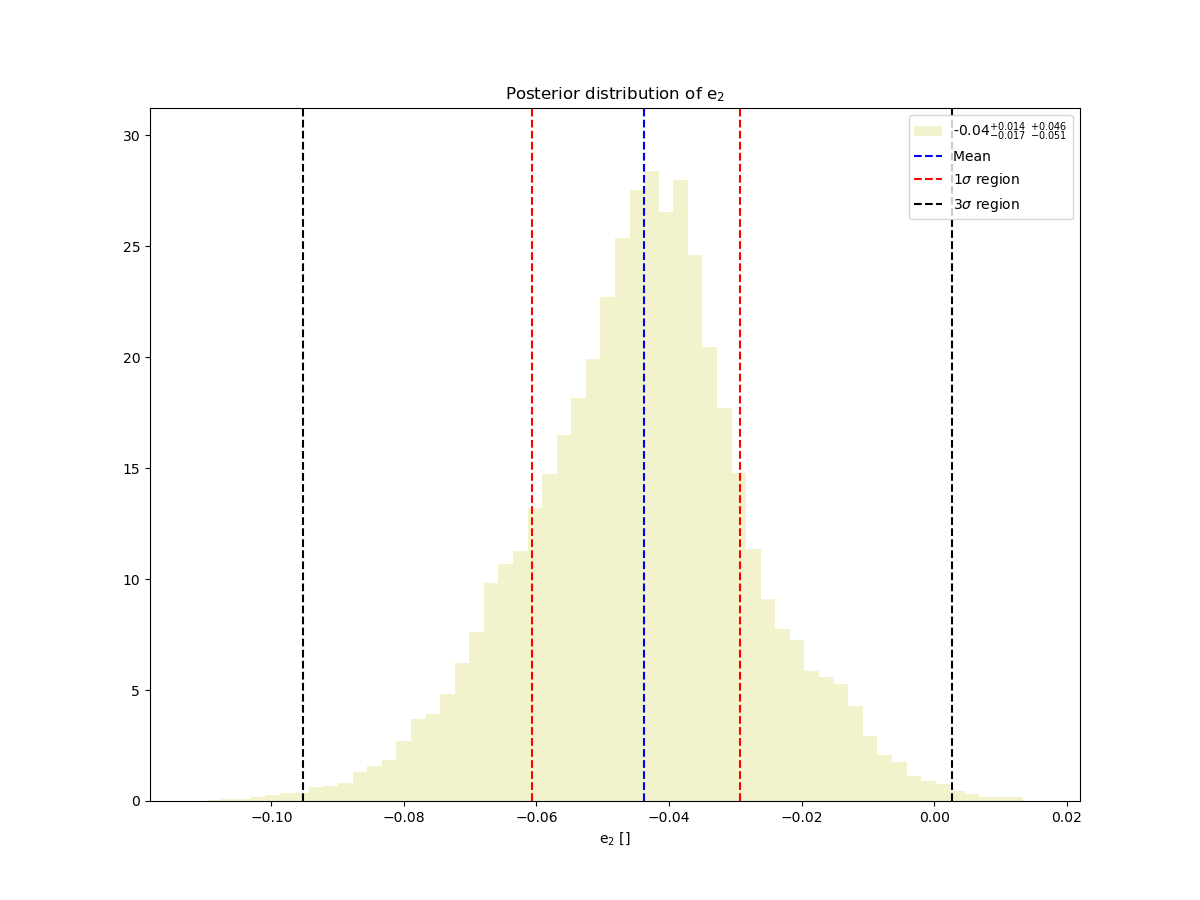 Posterior distribution of e₂
-0.04 +0.014 +0.046
−0.017 −0.051
Mean
1σ region
3σ region
30
25
20
15
10
5
0
−0.10 −0.08 −0.06 −0.04 −0.02 0.00 0.02
e₂ []